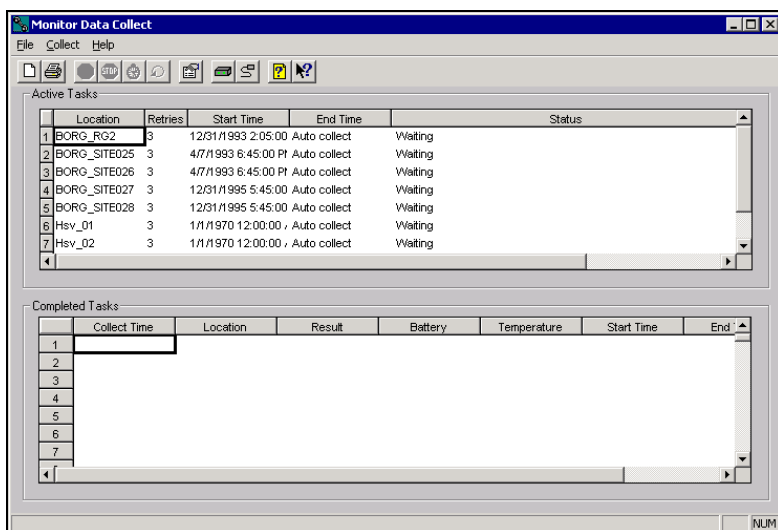 Monitor Data Collect
File Collect Help
STOP
Active Tasks
Location Retries Start Time End Time Status
1 BORG_RG2 3 12/31/1993 2:05:00 Auto collect Waiting
2 BORG_SITE025 3 4/7/1993 6:45:00 PM Auto collect Waiting
3 BORG_SITE026 3 4/7/1993 6:45:00 PM Auto collect Waiting
4 BORG_SITE027 3 12/31/1995 5:45:00 Auto collect Waiting
5 BORG_SITE028 3 12/31/1995 5:45:00 Auto collect Waiting
6 Hsv_01 3 1/1/1970 12:00:00 Auto collect Waiting
7 Hsv_02 3 1/1/1970 12:00:00 Auto collect Waiting
Completed Tasks
Collect Time Location Result Battery Temperature Start Time End
1
2
3
4
5
6
7
NUM